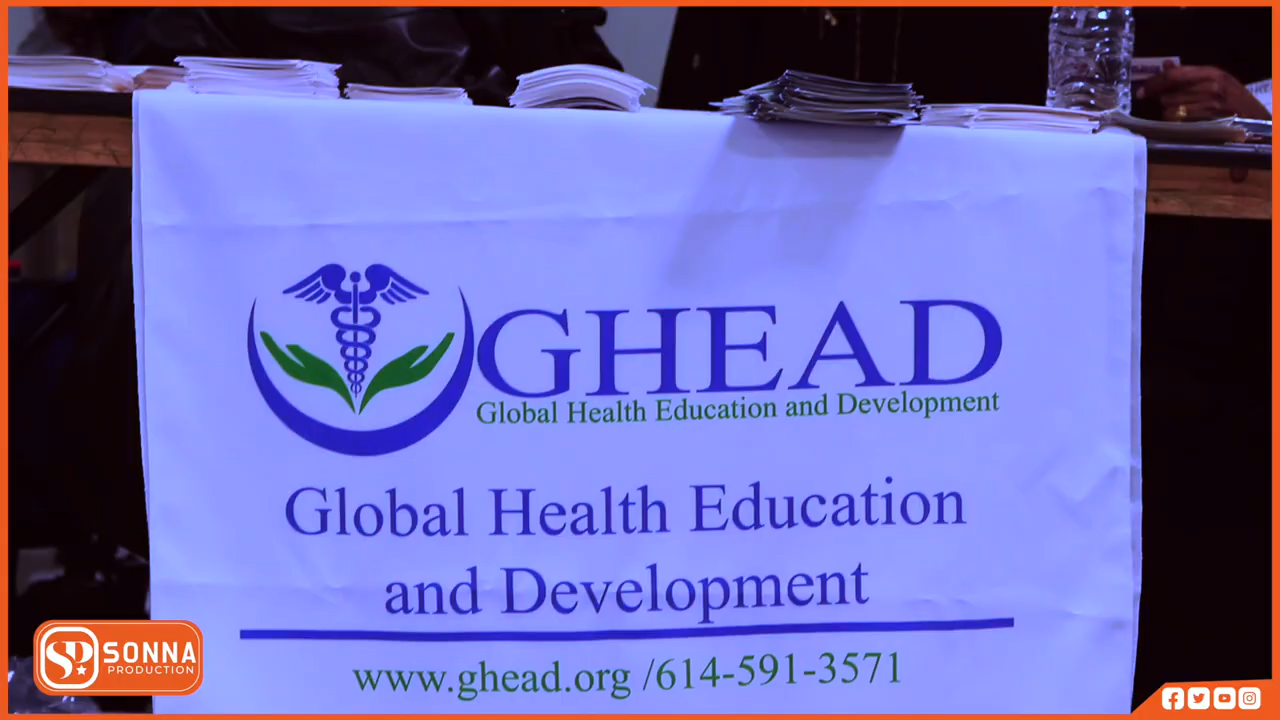 GHEAD
Global Health Education and Development
Global Health Education
and Development
www.ghead.org /614-591-3571
SP SONNA
PRODUCTION